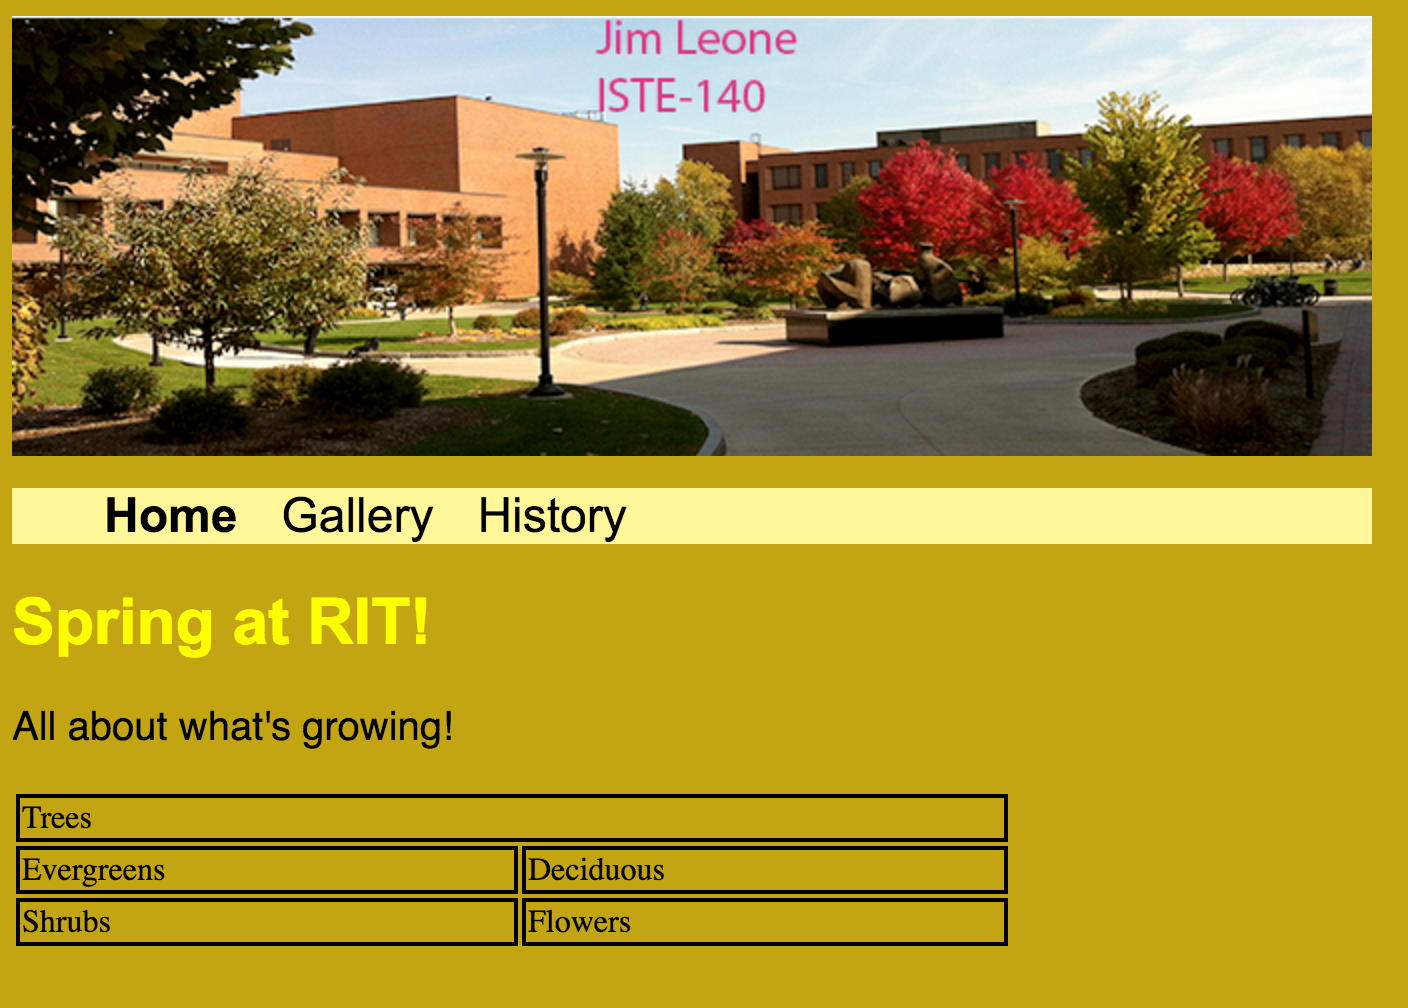 Jim Leone
ISTE-140
Home Gallery History
Spring at RIT!
All about what's growing!
Trees
Evergreens Deciduous
Shrubs Flowers